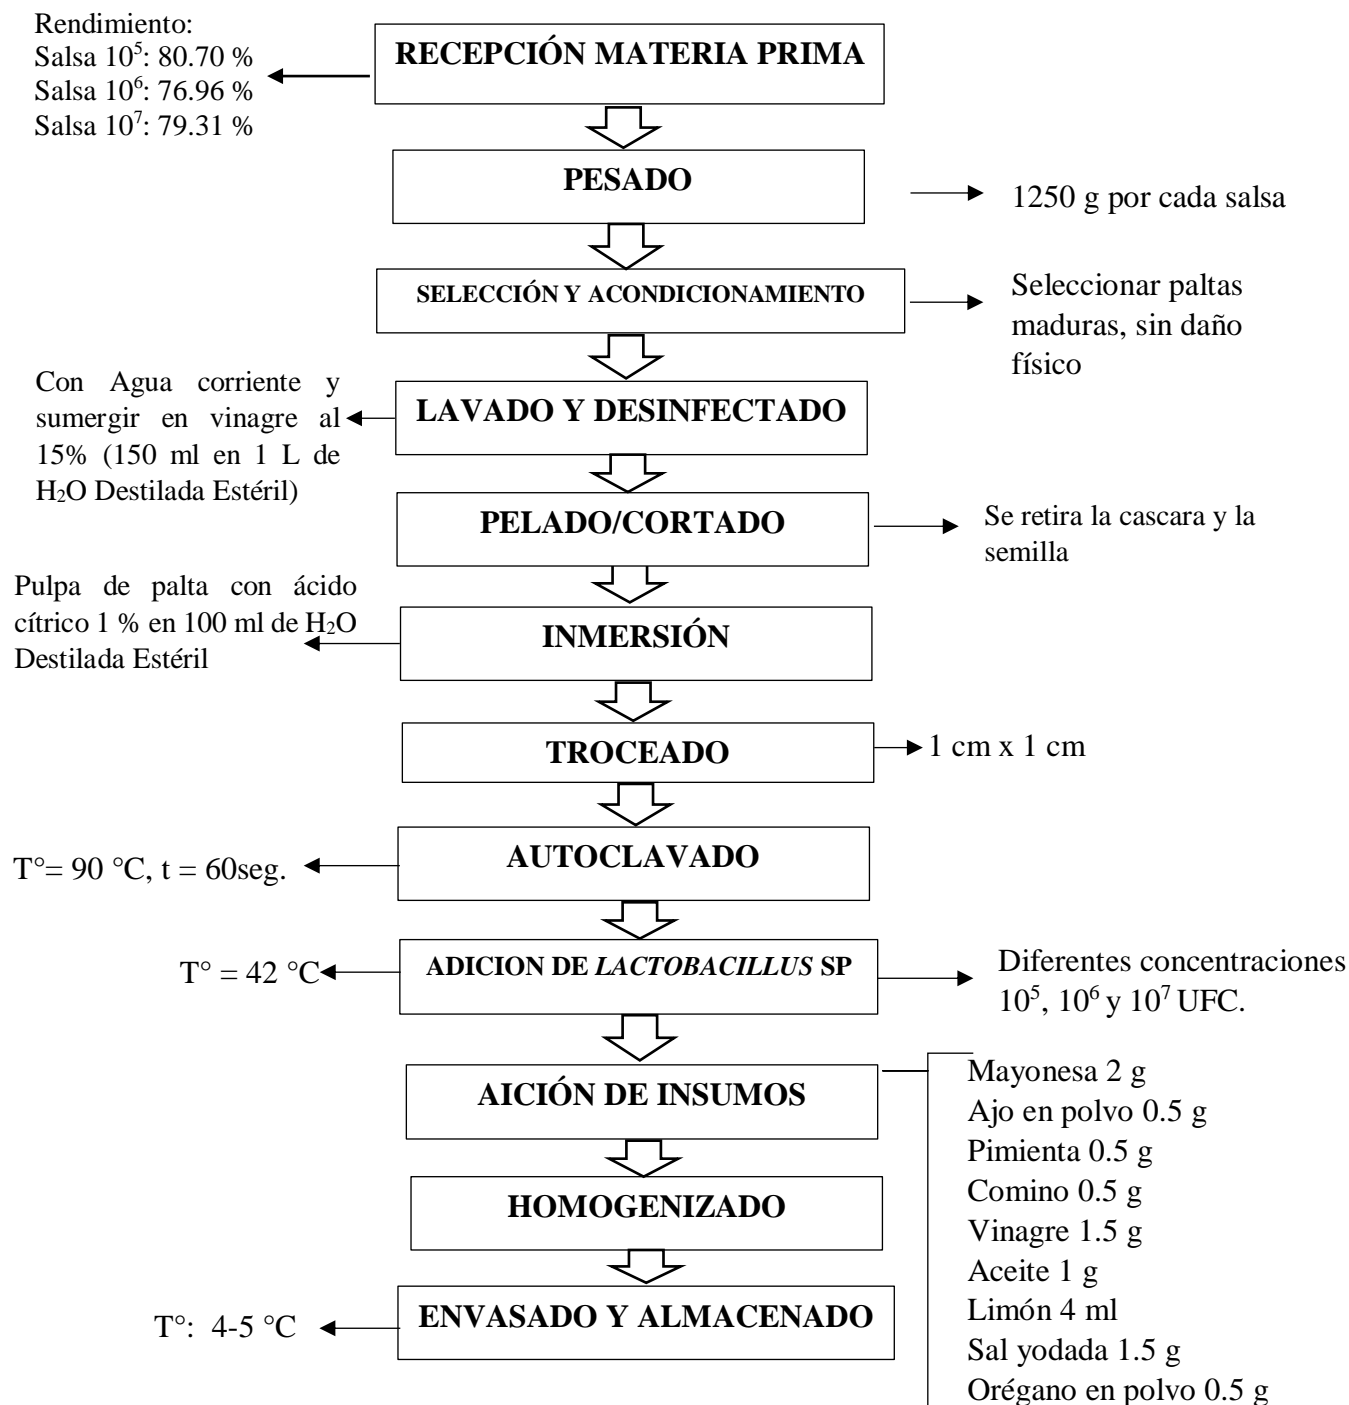 Rendimiento:
Salsa 10⁵: 80.70 %
Salsa 10⁶: 76.96 %
Salsa 10⁷: 79.31 %
RECEPCIÓN MATERIA PRIMA
PESADO
1250 g por cada salsa
SELECCIÓN Y ACONDICIONAMIENTO
Seleccionar paltas
maduras, sin daño
físico
Con Agua corriente y
sumergir en vinagre al
15% (150 ml en 1 L de
H₂O Destilada Estéril)
LAVADO Y DESINFECTADO
PELADO/CORTADO
Se retira la cascara y la
semilla
Pulpa de palta con ácido
cítrico 1 % en 100 ml de H₂O
Destilada Estéril
INMERSIÓN
TROCEADO
1 cm x 1 cm
AUTOCLAVADO
T°= 90 °C, t = 60seg.
T° = 42 °C
ADICION DE LACTOBACILLUS SP
Diferentes concentraciones
10⁵, 10⁶ y 10⁷ UFC.
AICIÓN DE INSUMOS
Mayonesa 2 g
Ajo en polvo 0.5 g
Pimienta 0.5 g
Comino 0.5 g
Vinagre 1.5 g
Aceite 1 g
Limón 4 ml
Sal yodada 1.5 g
Orégano en polvo 0.5 g
HOMOGENIZADO
ENVASADO Y ALMACENADO
T°: 4-5 °C